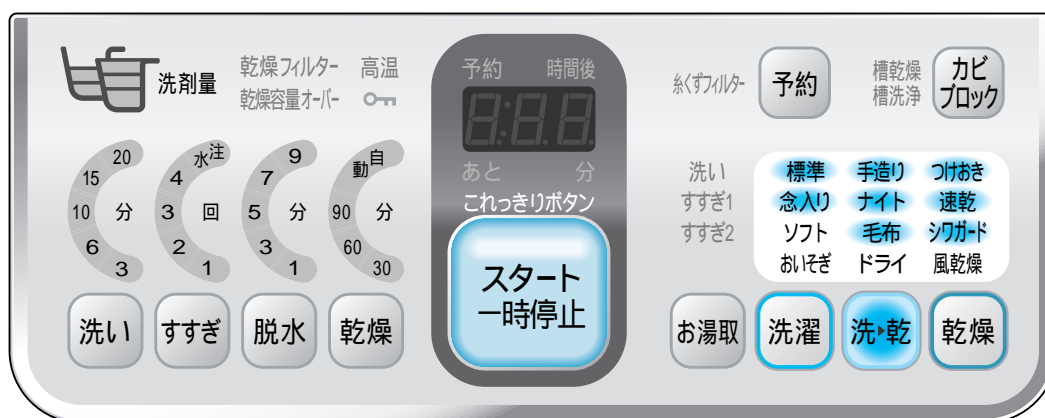 洗剤量
乾燥フィルター 高温
乾燥容量オーバー
20
15
10 分
6
3
注水
4
3 回
2
1
9
7
5 分
3
1
自動
90 分
60
30
洗い
すすぎ
脱水
乾燥
予約 時間後
8:88
あと 分
これっきりボタン
スタート
一時停止
糸くずフィルター
予約
槽乾燥
槽洗浄
カビ
ブロック
洗い
すすぎ1
すすぎ2
標準 手造り つけおき
念入り ナイト 速乾
ソフト 毛布 シワガード
おいそぎ ドライ 風乾燥
お湯取
洗濯
洗▸乾
乾燥